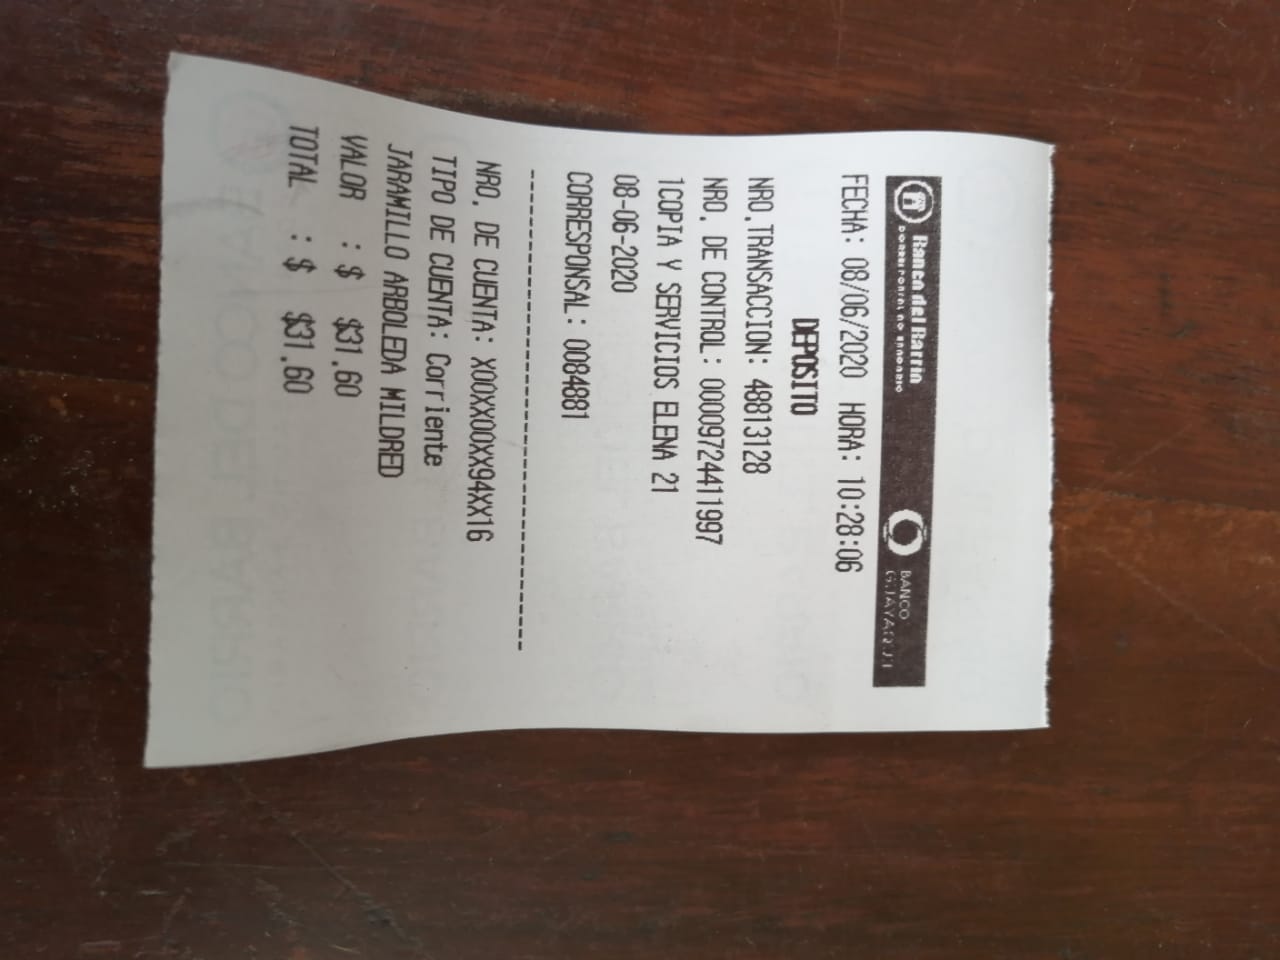 Banco del Barrio
CORRESPONSAL NO BANCARIO
BANCO
GUAYAQUIL
FECHA: 08/06/2020 HORA: 10:28:06
DEPOSITO
NRO.TRANSACCION: 48813128
NRO. DE CONTROL: 0000972441​1997
1COPIA Y SERVICIOS ELENA 21
08-06-2020
CORRESPONSAL: 0084881
------------------------------------------
NRO. DE CUENTA: X00XX00XX94XX16
TIPO DE CUENTA: Corriente
JARAMILLO ARBOLEDA MILDRED
VALOR : $ $31.60
TOTAL : $ $31.60